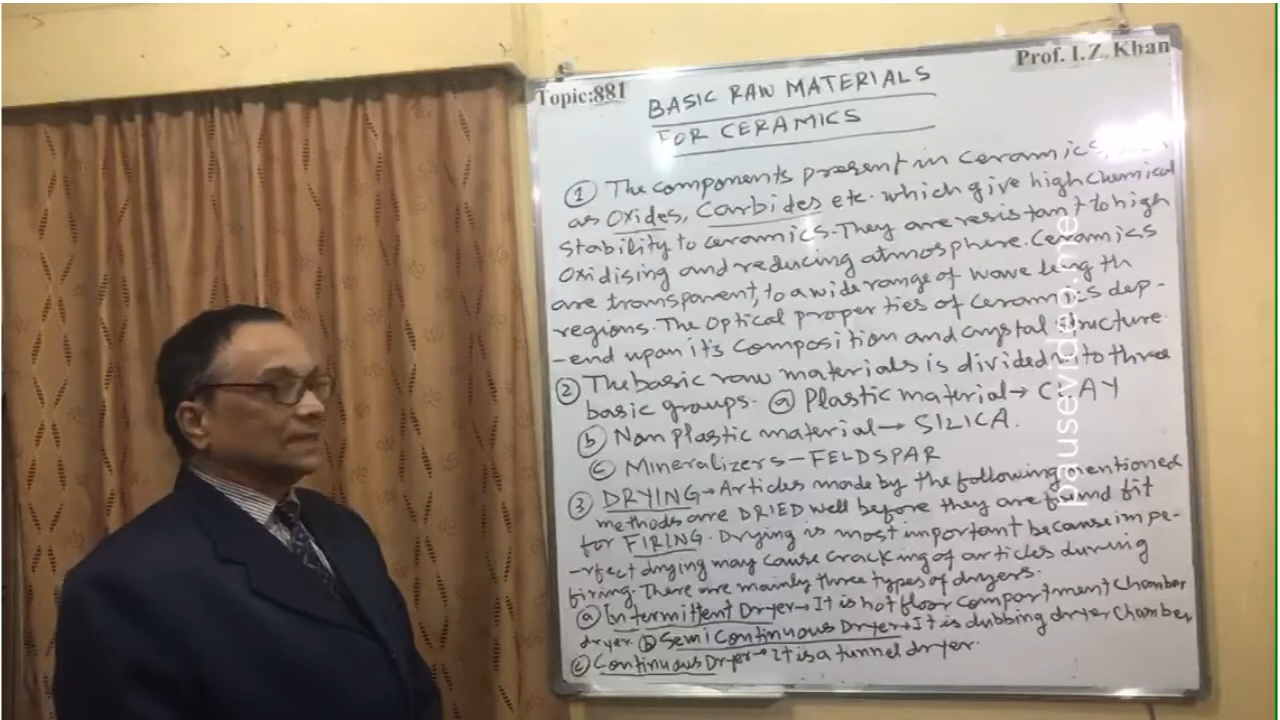 Topic:881
Prof. I.Z. Khan
BASIC RAW MATERIALS
FOR CERAMICS
① The components present in ceramics,
as Oxides, Carbides etc. which give high chemical
stability to ceramics. They are resistant to high
Oxidising and reducing atmosphere. Ceramics
are transparent, to a wide range of wave length
regions. The optical properties of ceramics dep-
-end upon its composition and crystal structure.
② The basic raw materials is divided into three
basic groups. ⓐ Plastic material → CLAY
ⓑ Non plastic material → SILICA.
ⓒ Mineralizers - FELDSPAR
③ DRYING → Articles made by the following mentioned
methods are DRIED well before they are found fit
for FIRING. Drying is most important because impe-
-rfect drying may cause cracking of articles during
firing. There are mainly three types of dryers.
ⓐ Intermittent Dryer → It is hot floor compartment Chamber
dryer. ⓑ Semi Continuous Dryer → It is dubbing dryer Chamber,
ⓒ Continuous Dryer → It is a tunnel dryer.
pausevideo.me